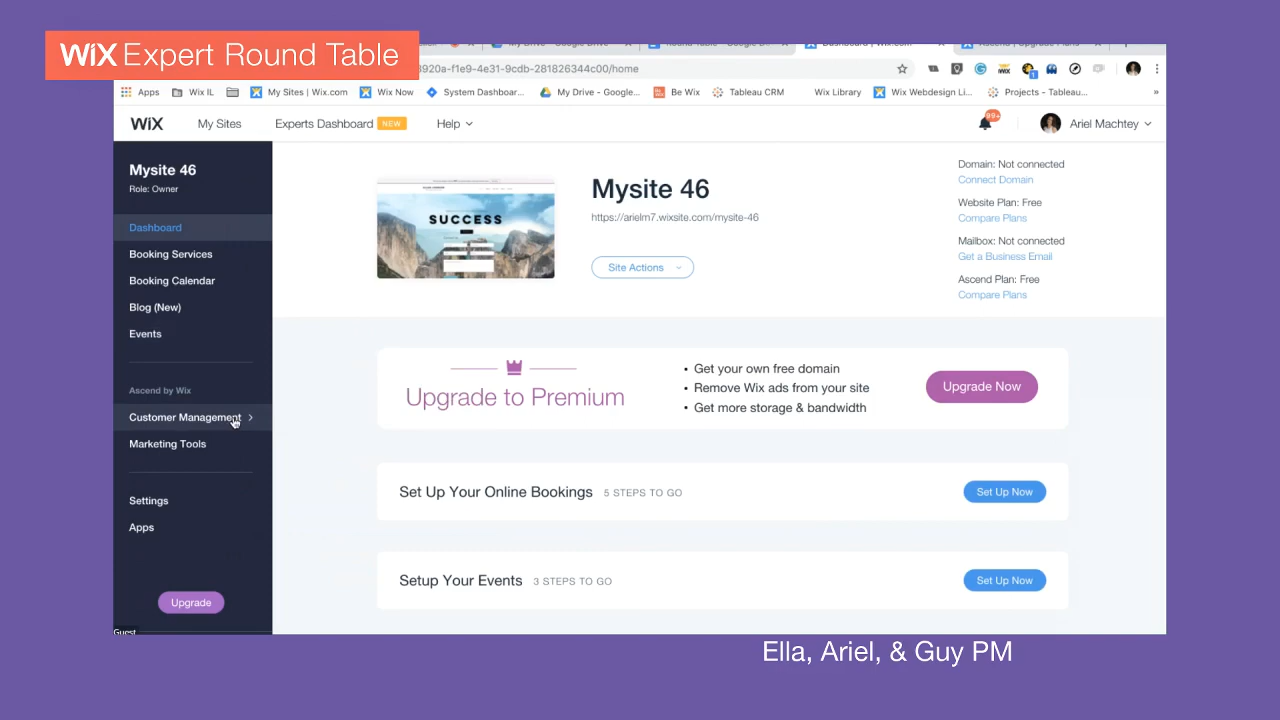 WiX Expert Round Table
3920a-f1e9-4e31-9cdb-281826344c00/home
Apps
Wix IL
My Sites | Wix.com
Wix Now
System Dashboar...
My Drive - Google...
Be Wix
Tableau CRM
Wix Library
Wix Webdesign Li...
Projects - Tableau...
»
WiX
My Sites
Experts Dashboard NEW
Help
99+
Ariel Machtey
Mysite 46
Role: Owner
Dashboard
Booking Services
Booking Calendar
Blog (New)
Events
Ascend by Wix
Customer Management
Marketing Tools
Settings
Apps
Upgrade
Guest
SUCCESS
Mysite 46
https://arielm7.wixsite.com/mysite-46
Site Actions
Domain: Not connected
Connect Domain
Website Plan: Free
Compare Plans
Mailbox: Not connected
Get a Business Email
Ascend Plan: Free
Compare Plans
Upgrade to Premium
• Get your own free domain
• Remove Wix ads from your site
• Get more storage & bandwidth
Upgrade Now
Set Up Your Online Bookings 5 STEPS TO GO
Set Up Now
Setup Your Events 3 STEPS TO GO
Set Up Now
Ella, Ariel, & Guy PM